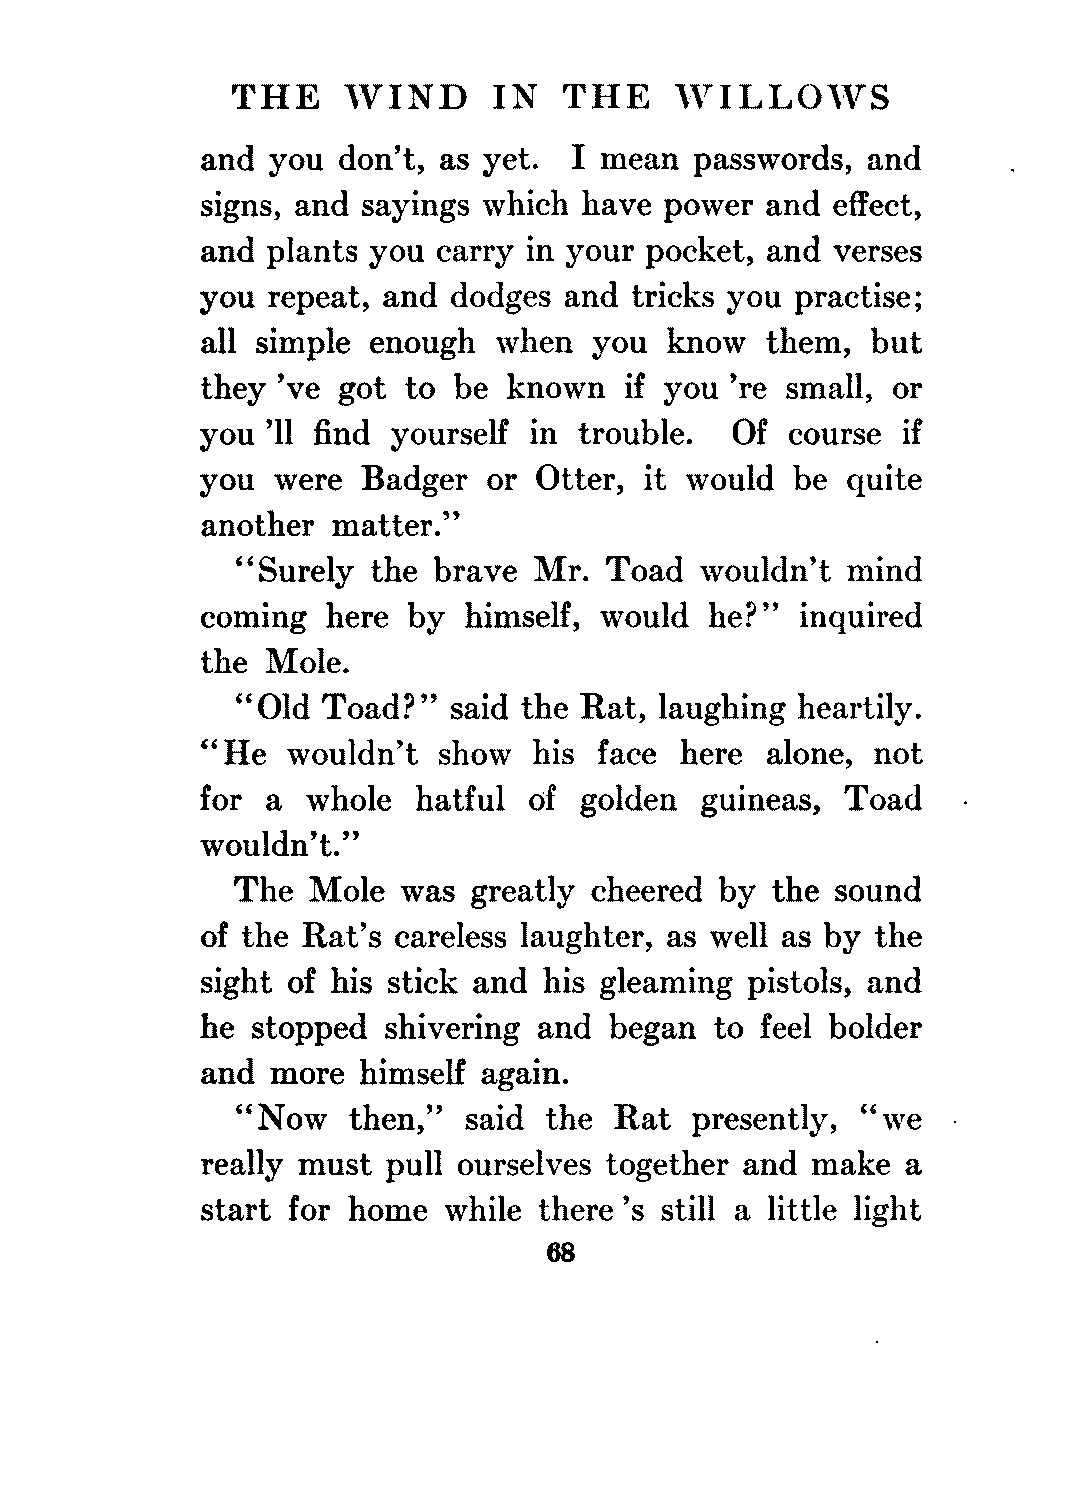 THE WIND IN THE WILLOWS
and you don't, as yet. I mean passwords, and
signs, and sayings which have power and effect,
and plants you carry in your pocket, and verses
you repeat, and dodges and tricks you practise;
all simple enough when you know them, but
they 've got to be known if you 're small, or
you 'll find yourself in trouble. Of course if
you were Badger or Otter, it would be quite
another matter."
"Surely the brave Mr. Toad wouldn't mind
coming here by himself, would he?" inquired
the Mole.
"Old Toad?" said the Rat, laughing heartily.
"He wouldn't show his face here alone, not
for a whole hatful of golden guineas, Toad
wouldn't."
The Mole was greatly cheered by the sound
of the Rat's careless laughter, as well as by the
sight of his stick and his gleaming pistols, and
he stopped shivering and began to feel bolder
and more himself again.
"Now then," said the Rat presently, "we
really must pull ourselves together and make a
start for home while there 's still a little light
68